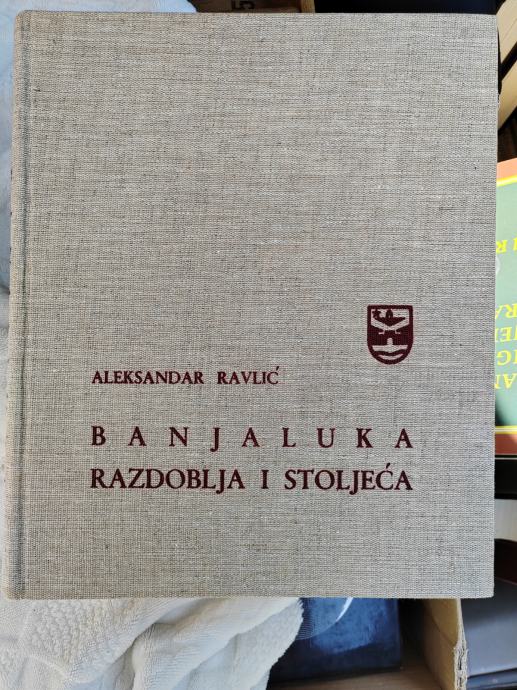 ALEKSANDAR RAVLIĆ
BANJALUKA
RAZDOBLJA I STOLJEĆA